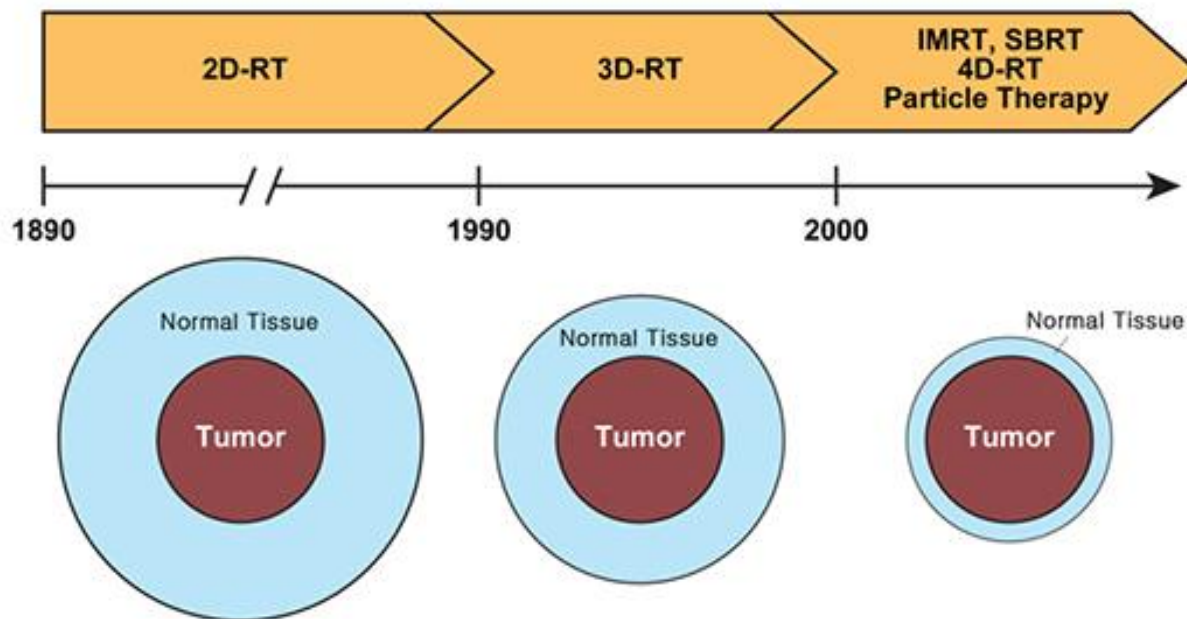 2D-RT
3D-RT
IMRT, SBRT
4D-RT
Particle Therapy
1890
1990
2000
Normal Tissue
Tumor
Normal Tissue
Tumor
Normal Tissue
Tumor